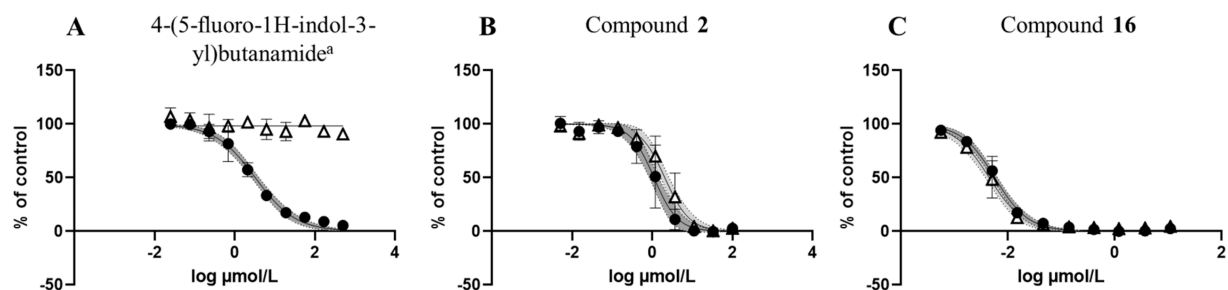 A
4-(5-fluoro-1H-indol-3-
yl)butanamideᵃ
150
100
50
0
-50
-2
0
2
4
% of control
log μmol/L
B
Compound 2
150
100
50
0
-50
-2
0
2
4
% of control
log μmol/L
C
Compound 16
150
100
50
0
-50
-2
0
2
% of control
log μmol/L